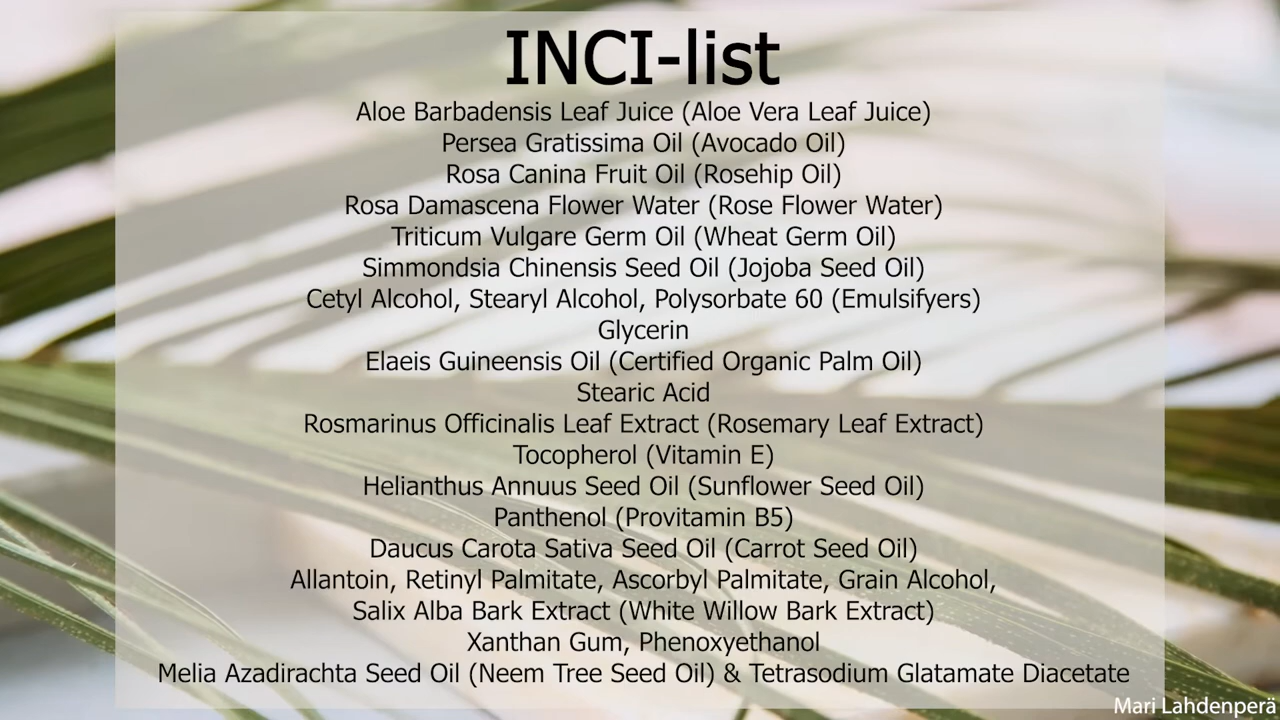 INCI-list
Aloe Barbadensis Leaf Juice (Aloe Vera Leaf Juice)
Persea Gratissima Oil (Avocado Oil)
Rosa Canina Fruit Oil (Rosehip Oil)
Rosa Damascena Flower Water (Rose Flower Water)
Triticum Vulgare Germ Oil (Wheat Germ Oil)
Simmondsia Chinensis Seed Oil (Jojoba Seed Oil)
Cetyl Alcohol, Stearyl Alcohol, Polysorbate 60 (Emulsifyers)
Glycerin
Elaeis Guineensis Oil (Certified Organic Palm Oil)
Stearic Acid
Rosmarinus Officinalis Leaf Extract (Rosemary Leaf Extract)
Tocopherol (Vitamin E)
Helianthus Annuus Seed Oil (Sunflower Seed Oil)
Panthenol (Provitamin B5)
Daucus Carota Sativa Seed Oil (Carrot Seed Oil)
Allantoin, Retinyl Palmitate, Ascorbyl Palmitate, Grain Alcohol,
Salix Alba Bark Extract (White Willow Bark Extract)
Xanthan Gum, Phenoxyethanol
Melia Azadirachta Seed Oil (Neem Tree Seed Oil) & Tetrasodium Glatamate Diacetate
Mari Lahdenperä